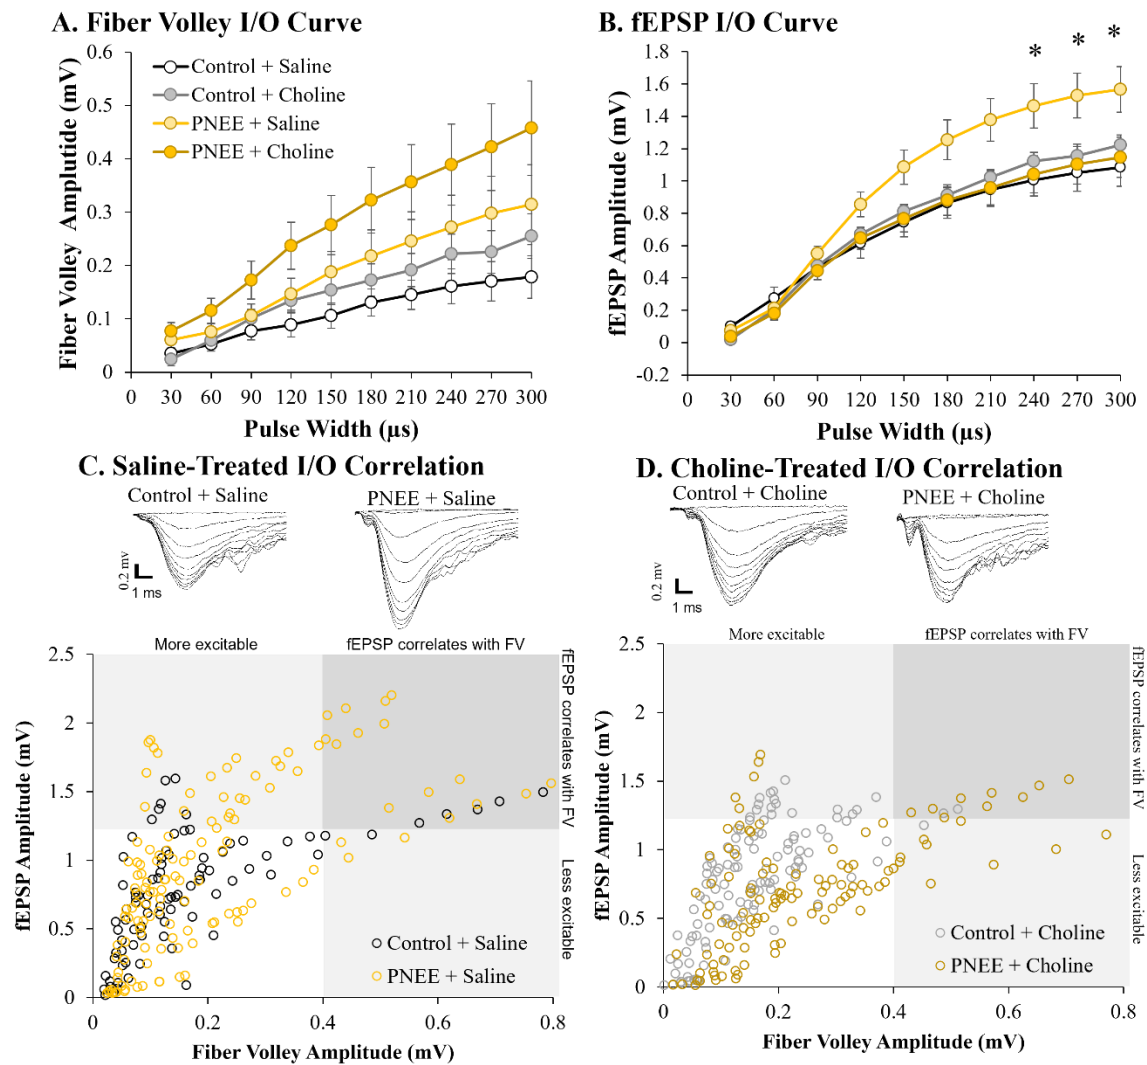 A. Fiber Volley I/O Curve
Fiber Volley Amplutide (mV)
0.6
0.5
0.4
0.3
0.2
0.1
0
Control + Saline
Control + Choline
PNEE + Saline
PNEE + Choline
0 30 60 90 120 150 180 210 240 270 300
Pulse Width (µs)
B. fEPSP I/O Curve
fEPSP Amplitude (mV)
1.8
1.6
1.4
1.2
1
0.8
0.6
0.4
0.2
0
-0.2
* * *
0 30 60 90 120 150 180 210 240 270 300
Pulse Width (µs)
C. Saline-Treated I/O Correlation
Control + Saline
PNEE + Saline
0.2 mv
1 ms
More excitable
fEPSP correlates with FV
fEPSP correlates with FV
Less excitable
fEPSP Amplitude (mV)
2.5
2
1.5
1
0.5
0
Control + Saline
PNEE + Saline
0 0.2 0.4 0.6 0.8
Fiber Volley Amplitude (mV)
D. Choline-Treated I/O Correlation
Control + Choline
PNEE + Choline
0.2 mv
1 ms
More excitable
fEPSP correlates with FV
fEPSP correlates with FV
Less excitable
fEPSP Amplitude (mV)
2.5
2
1.5
1
0.5
0
Control + Choline
PNEE + Choline
0 0.2 0.4 0.6 0.8
Fiber Volley Amplitude (mV)